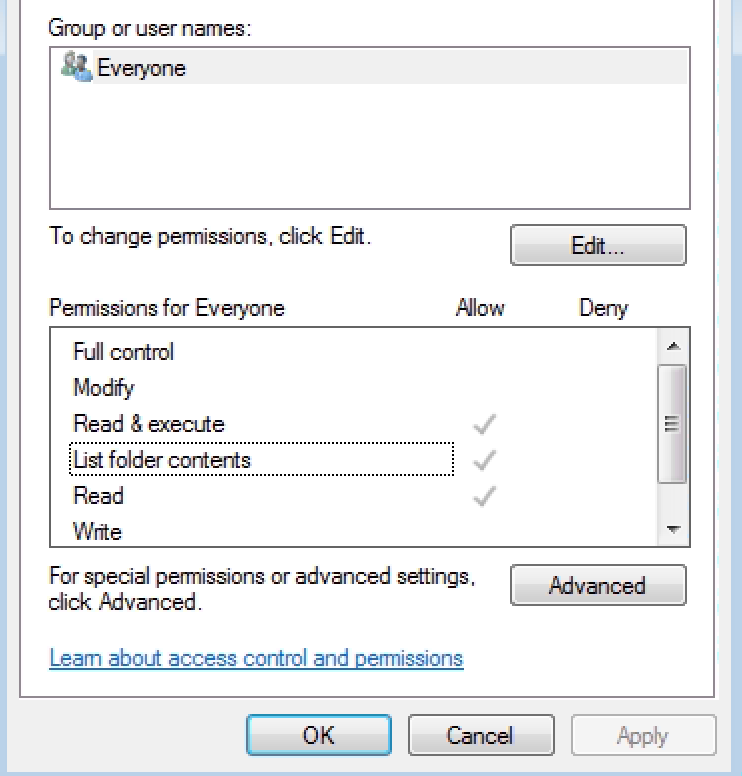 Group or user names:
Everyone
To change permissions, click Edit.
Edit...
Permissions for Everyone Allow Deny
Full control
Modify
Read & execute
List folder contents
Read
Write
For special permissions or advanced settings,
click Advanced.
Advanced
Learn about access control and permissions
OK Cancel Apply